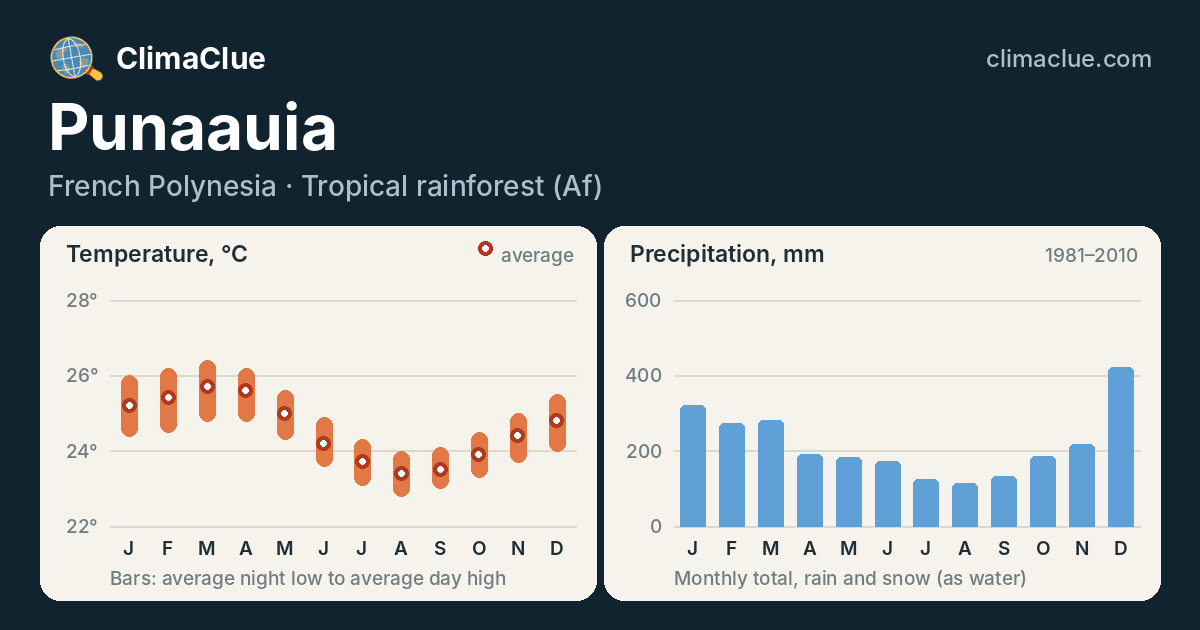 ClimaClue
climaclue.com
Punaauia
French Polynesia · Tropical rainforest (Af)
Temperature, °C
average
28°
26°
24°
22°
J F M A M J J A S O N D
Bars: average night low to average day high
Precipitation, mm
1981–2010
600
400
200
0
J F M A M J J A S O N D
Monthly total, rain and snow (as water)